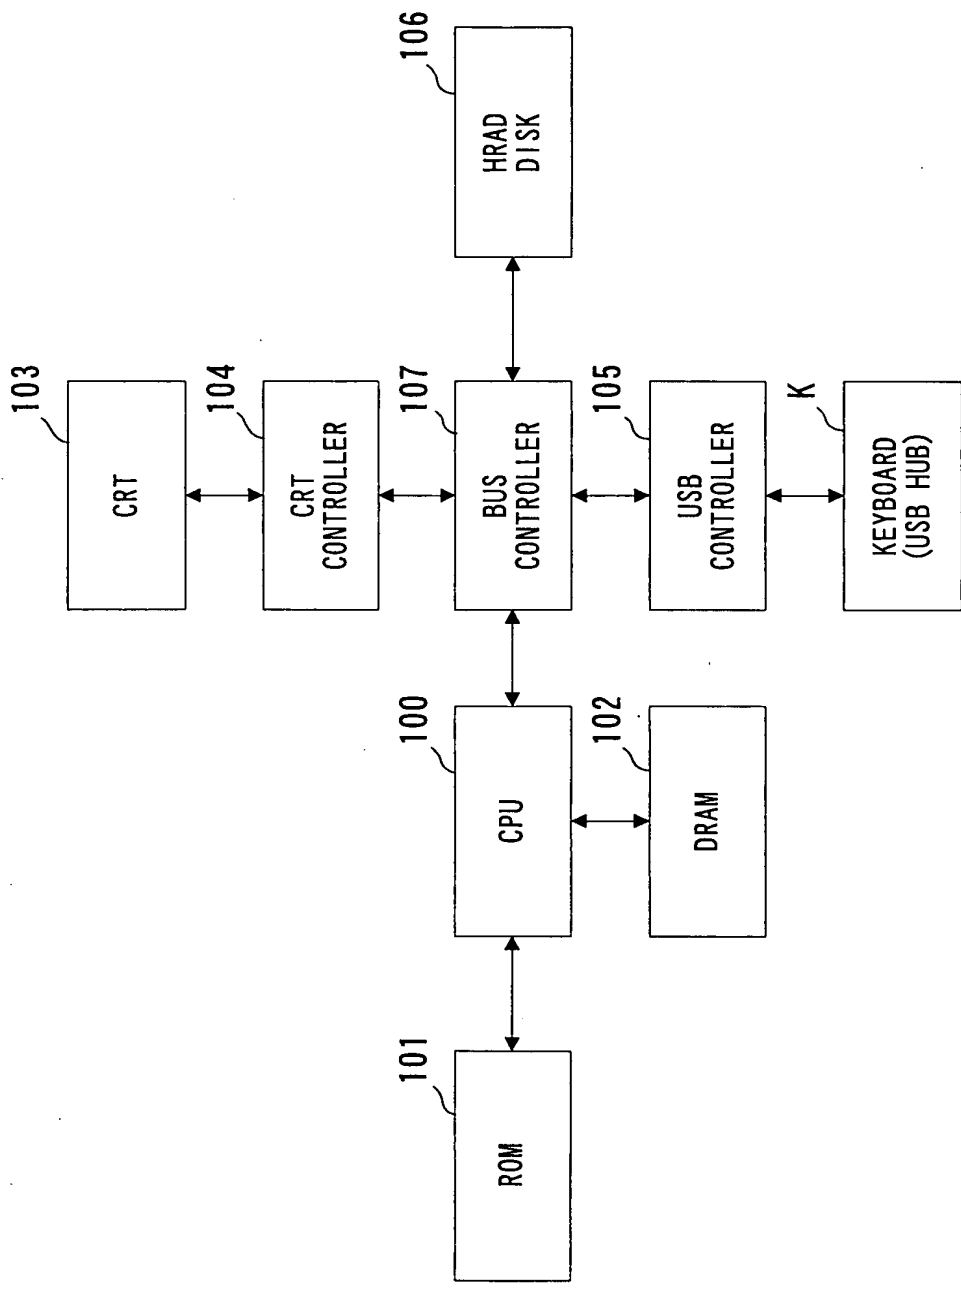 103
CRT
104
CRT
CONTROLLER
101
ROM
100
CPU
107
BUS
CONTROLLER
106
HRAD
DISK
102
DRAM
105
USB
CONTROLLER
K
KEYBOARD
(USB HUB)